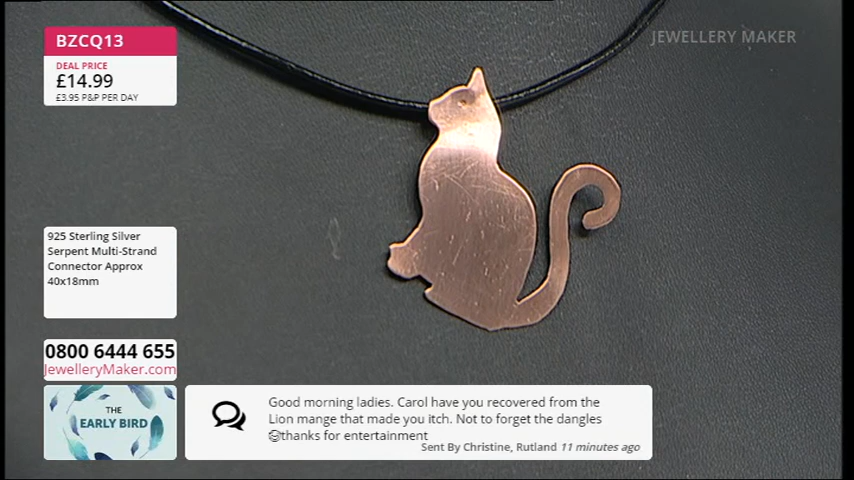 BZCQ13
DEAL PRICE
£14.99
£3.95 P&P PER DAY
JEWELLERY MAKER
925 Sterling Silver
Serpent Multi-Strand
Connector Approx
40x18mm
0800 6444 655
JewelleryMaker.com
THE
EARLY BIRD
Good morning ladies. Carol have you recovered from the
Lion mange that made you itch. Not to forget the dangles
😄thanks for entertainment
Sent By Christine, Rutland 11 minutes ago